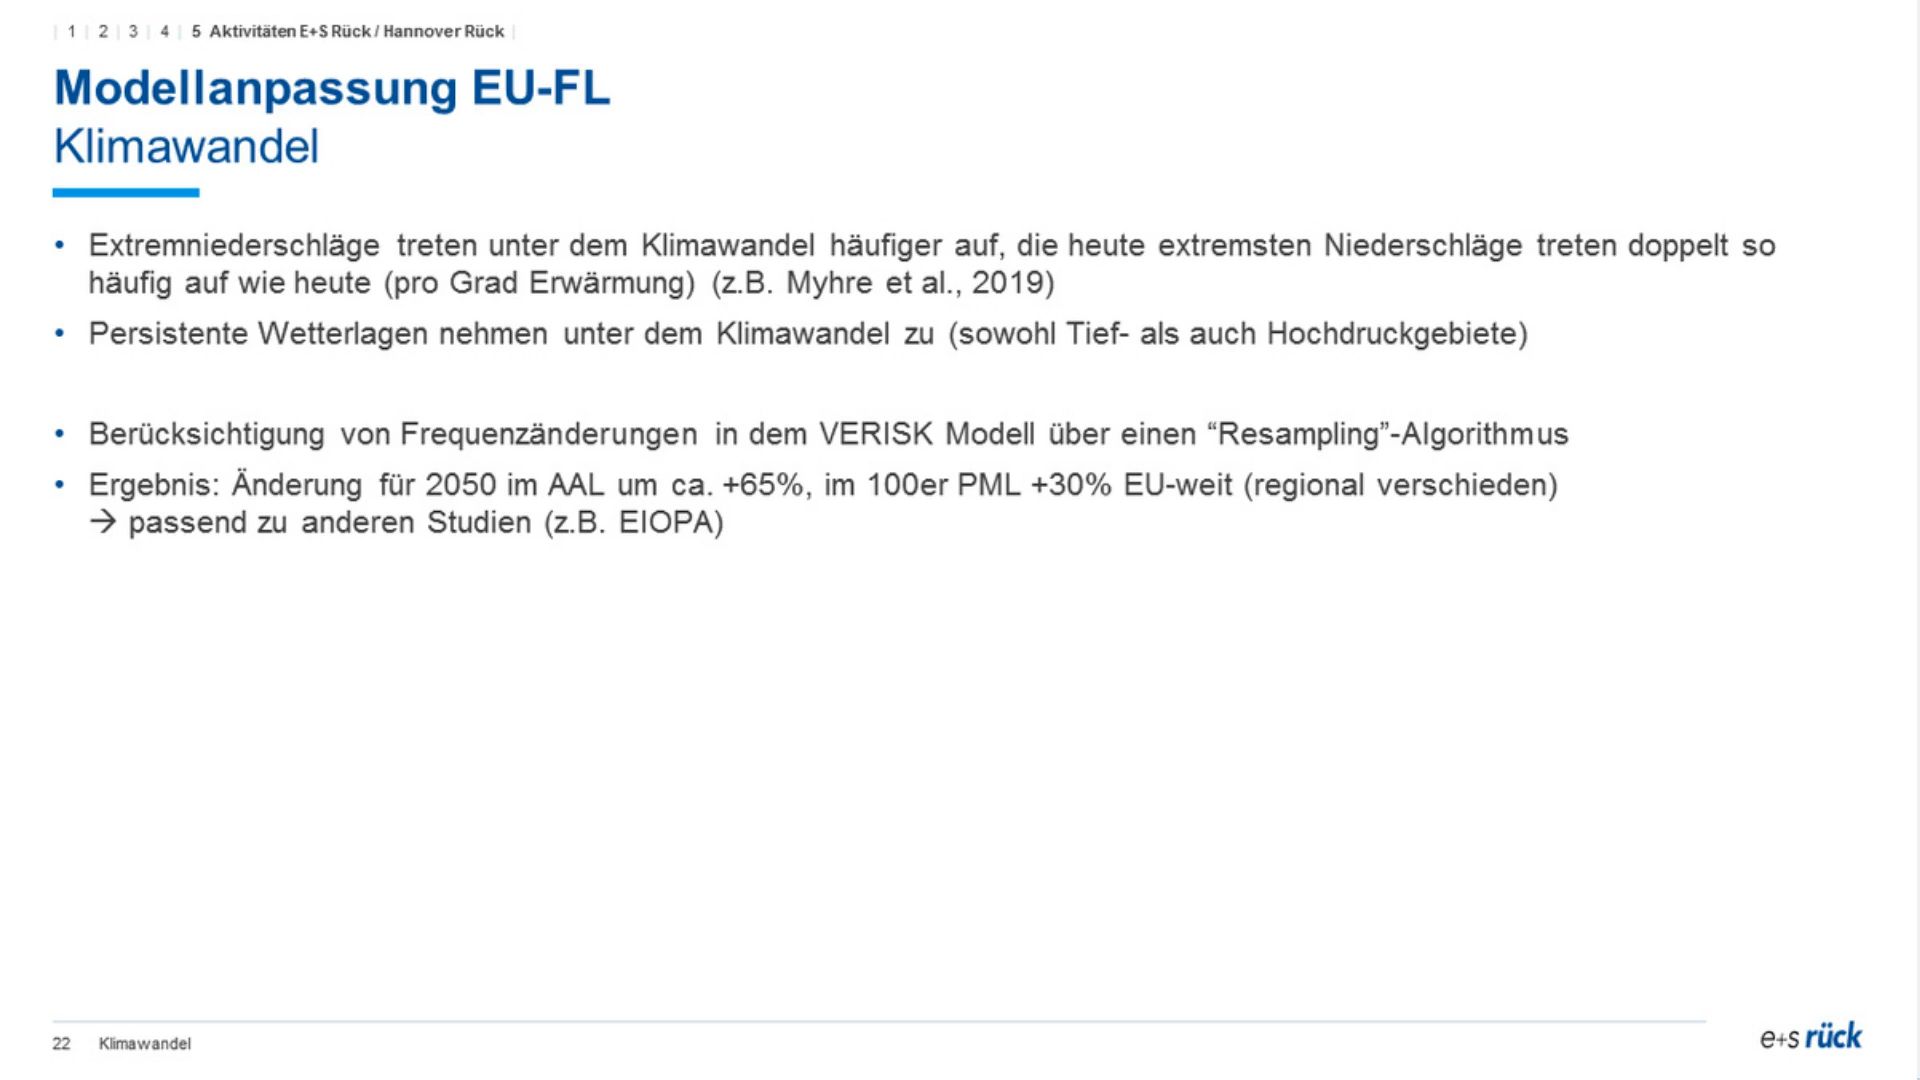 1 | 2 | 3 | 4 | 5 Aktivitäten E+S Rück / Hannover Rück
Modellanpassung EU-FL
Klimawandel
• Extremniederschläge treten unter dem Klimawandel häufiger auf, die heute extremsten Niederschläge treten doppelt so
häufig auf wie heute (pro Grad Erwärmung) (z.B. Myhre et al., 2019)
• Persistente Wetterlagen nehmen unter dem Klimawandel zu (sowohl Tief- als auch Hochdruckgebiete)
• Berücksichtigung von Frequenzänderungen in dem VERISK Modell über einen “Resampling”-Algorithmus
• Ergebnis: Änderung für 2050 im AAL um ca. +65%, im 100er PML +30% EU-weit (regional verschieden)
→ passend zu anderen Studien (z.B. EIOPA)
22 Klimawandel
e+s rück